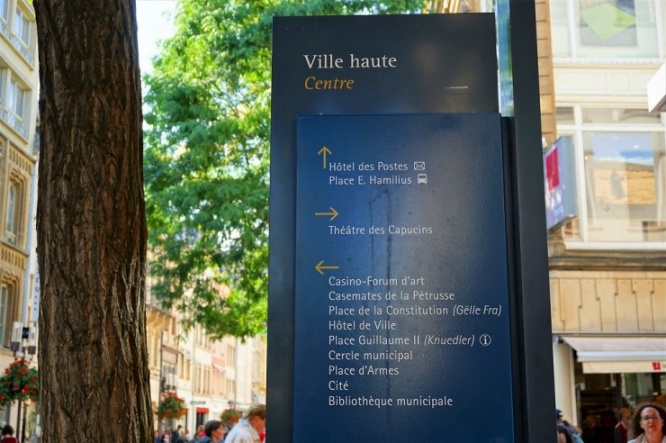 Ville haute
Centre
Hôtel des Postes
Place E. Hamilius
Théâtre des Capucins
Casino-Forum d'art
Casemates de la Pétrusse
Place de la Constitution (Gëlle Fra)
Hôtel de Ville
Place Guillaume II (Knuedler) i
Cercle municipal
Place d'Armes
Cité
Bibliothèque municipale